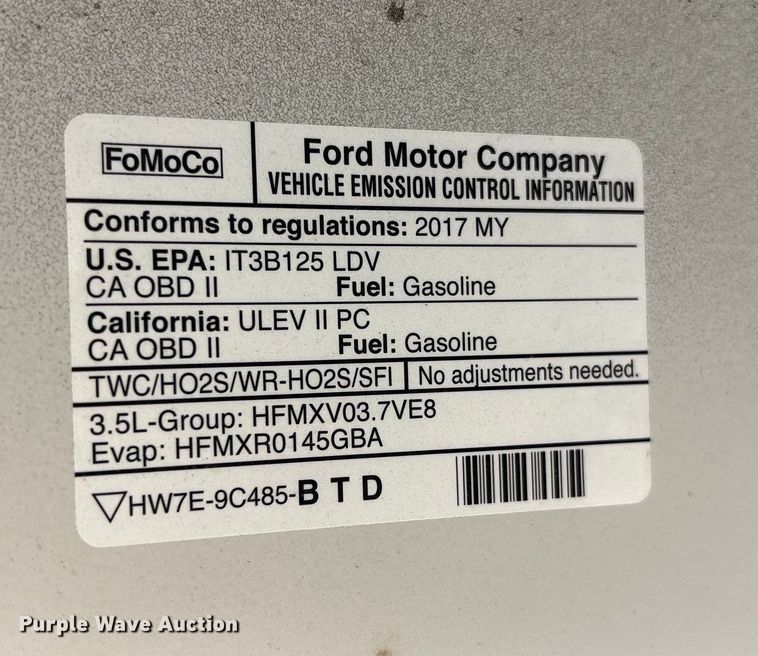 FoMoCo
Ford Motor Company
VEHICLE EMISSION CONTROL INFORMATION
Conforms to regulations: 2017 MY
U.S. EPA: IT3B125 LDV
CA OBD II Fuel: Gasoline
California: ULEV II PC
CA OBD II Fuel: Gasoline
TWC/HO2S/WR-HO2S/SFI No adjustments needed.
3.5L-Group: HFMXV03.7VE8
Evap: HFMXR0145GBA
HW7E-9C485-BTD
Purple Wave Auction